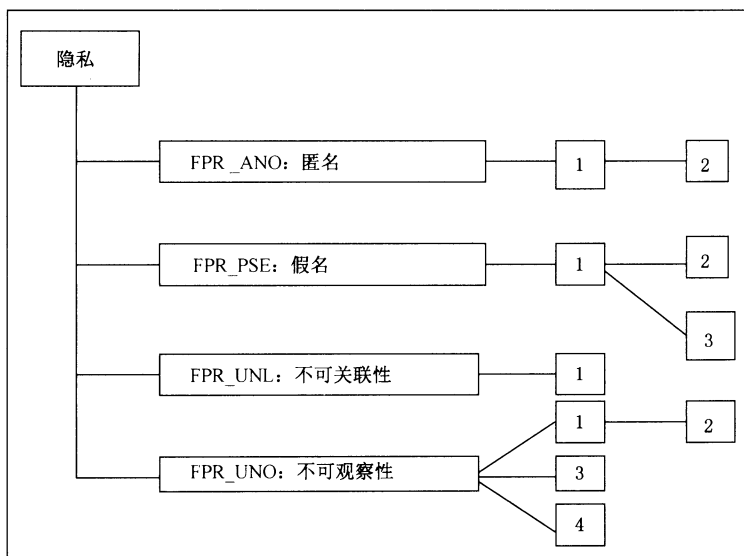 隐私
FPR_ANO：匿名 1 2
FPR_PSE：假名 1 2
3
FPR_UNL：不可关联性 1
1 2
FPR_UNO：不可观察性 3
4